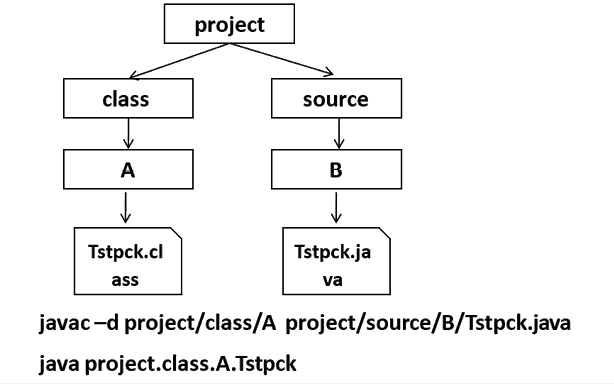 project
class
source
A
B
Tstpck.cl
ass
Tstpck.ja
va
javac –d project/class/A project/source/B/Tstpck.java
java project.class.A.Tstpck